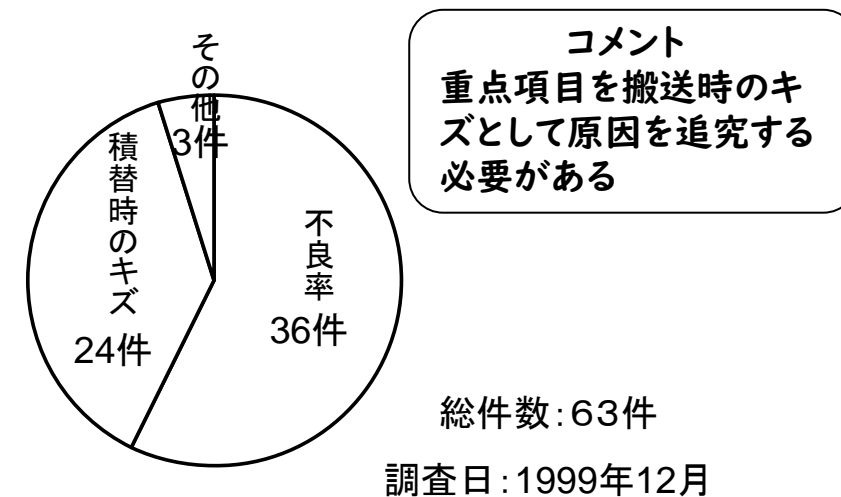 その他
3件
積替時のキズ
24件
不良率
36件
コメント
重点項目を搬送時のキ
ズとして原因を追究する
必要がある
総件数:63件
調査日:1999年12月